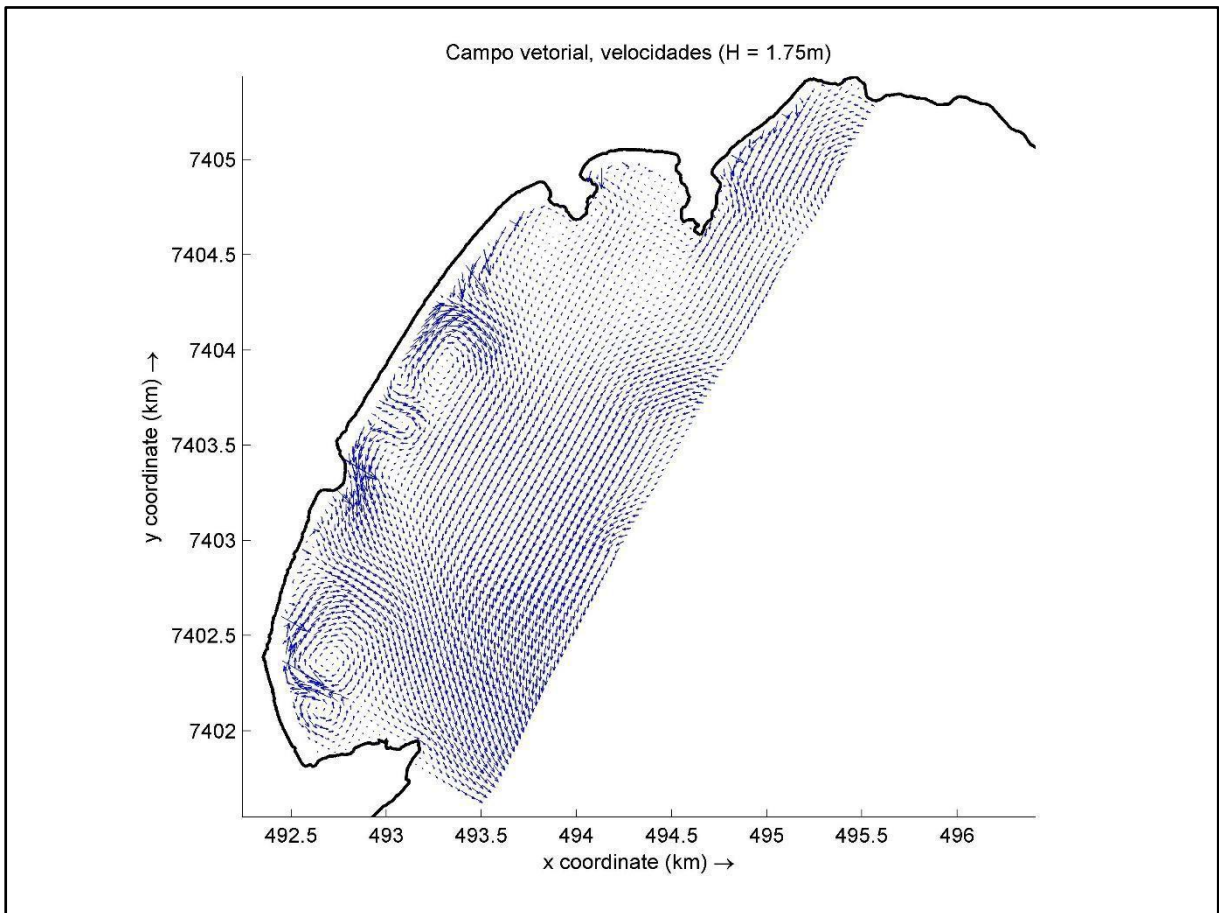 Campo vetorial, velocidades (H = 1.75m)
7405
7404.5
7404
7403.5
7403
7402.5
7402
y coordinate (km) →
492.5 493 493.5 494 494.5 495 495.5 496
x coordinate (km) →